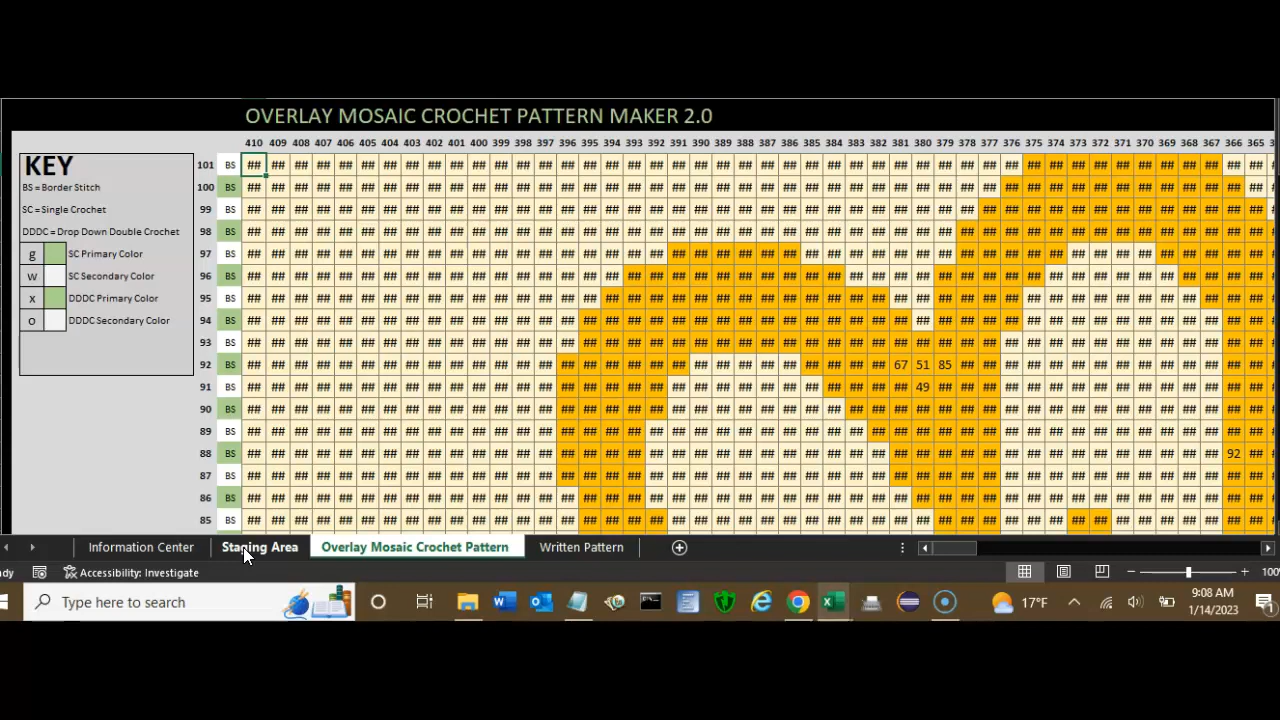 OVERLAY MOSAIC CROCHET PATTERN MAKER 2.0
410 409 408 407 406 405 404 403 402 401 400 399 398 397 396 395 394 393 392 391 390 389 388 387 386 385 384 383 382 381 380 379 378 377 376 375 374 373 372 371 370 369 368 367 366 365
KEY
BS = Border Stitch
SC = Single Crochet
DDDC = Drop Down Double Crochet
g SC Primary Color
w SC Secondary Color
x DDDC Primary Color
o DDDC Secondary Color
101 BS
100 BS
99 BS
98 BS
97 BS
96 BS
95 BS
94 BS
93 BS
92 BS 67 51 85
91 BS 49
90 BS
89 BS
88 BS 92
87 BS
86 BS
85 BS
Information Center Staging Area Overlay Mosaic Crochet Pattern Written Pattern
Accessibility: Investigate
Type here to search
17°F
9:08 AM
1/14/2023